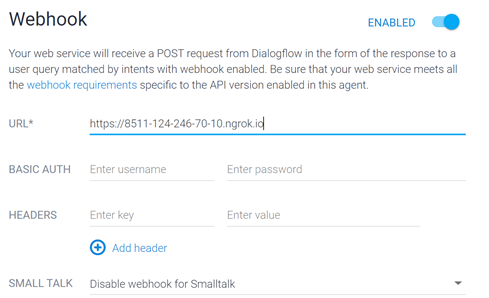 Webhook
ENABLED
Your web service will receive a POST request from Dialogflow in the form of the response to a
user query matched by intents with webhook enabled. Be sure that your web service meets all
the webhook requirements specific to the API version enabled in this agent.
URL* https://8511-124-246-70-10.ngrok.io
BASIC AUTH Enter username Enter password
HEADERS Enter key Enter value
Add header
SMALL TALK Disable webhook for Smalltalk